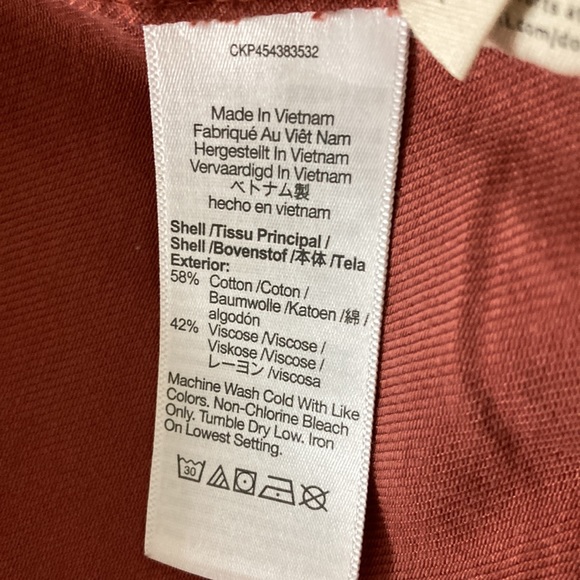 CKP454383532
Made In Vietnam
Fabriqué Au Viêt Nam
Hergestellt In Vietnam
Vervaardigd In Vietnam
ベトナム製
hecho en vietnam
Shell /Tissu Principal /
Shell /Bovenstof /本体 /Tela
Exterior:
58% Cotton /Coton /
Baumwolle /Katoen /綿 /
algodón
42% Viscose /Viscose /
Viskose /Viscose /
レーヨン /viscosa
Machine Wash Cold With Like
Colors. Non-Chlorine Bleach
Only. Tumble Dry Low. Iron
On Lowest Setting.
30